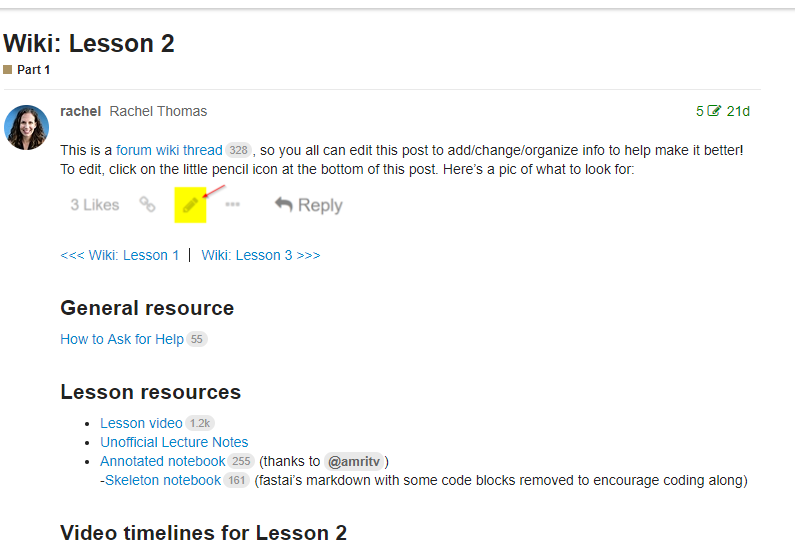 Wiki: Lesson 2
Part 1
rachel Rachel Thomas 5 21d
This is a forum wiki thread 328 , so you all can edit this post to add/change/organize info to help make it better!
To edit, click on the little pencil icon at the bottom of this post. Here’s a pic of what to look for:
3 Likes ••• Reply
<<< Wiki: Lesson 1 | Wiki: Lesson 3 >>>
General resource
How to Ask for Help 55
Lesson resources
• Lesson video 1.2k
• Unofficial Lecture Notes
• Annotated notebook 255 (thanks to @amritv )
-Skeleton notebook 161 (fastai’s markdown with some code blocks removed to encourage coding along)
Video timelines for Lesson 2